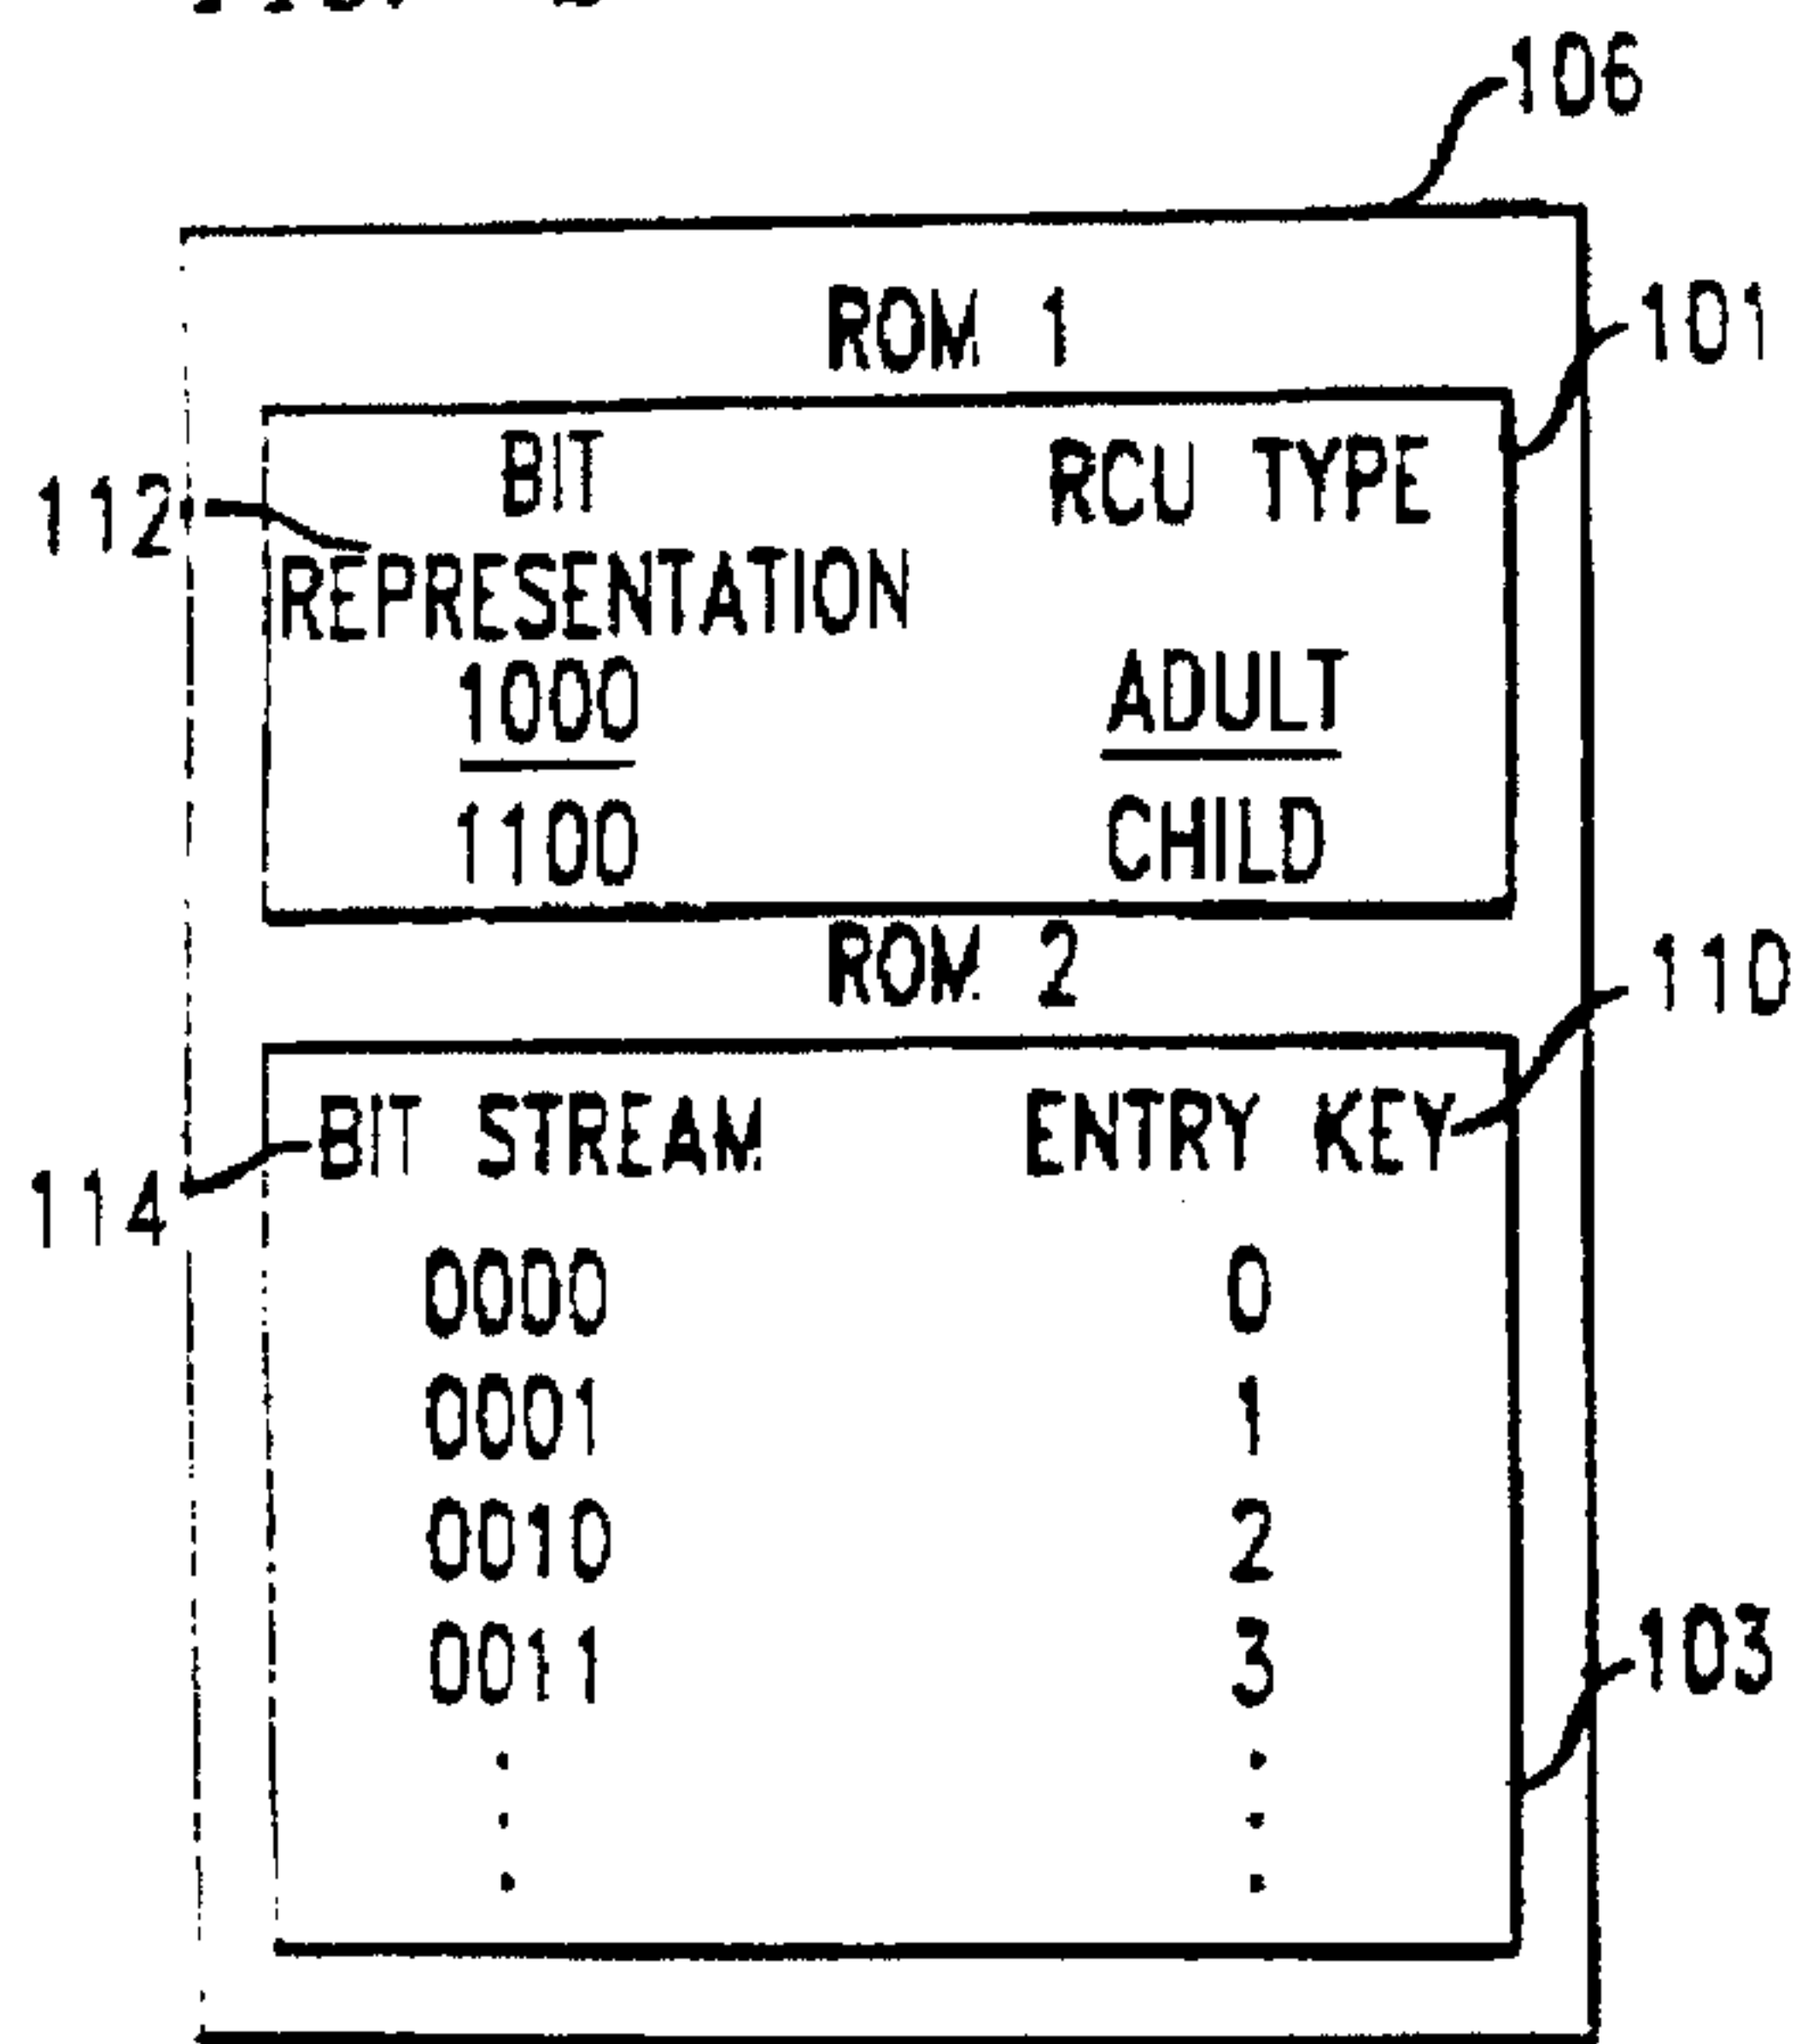 106
ROM 1
101
BIT RCU TYPE
112
REPRESENTATION
1000 ADULT
1100 CHILD
ROM 2
110
BIT STREAM ENTRY KEY
114
0000 0
0001 1
0010 2
0011 3
103